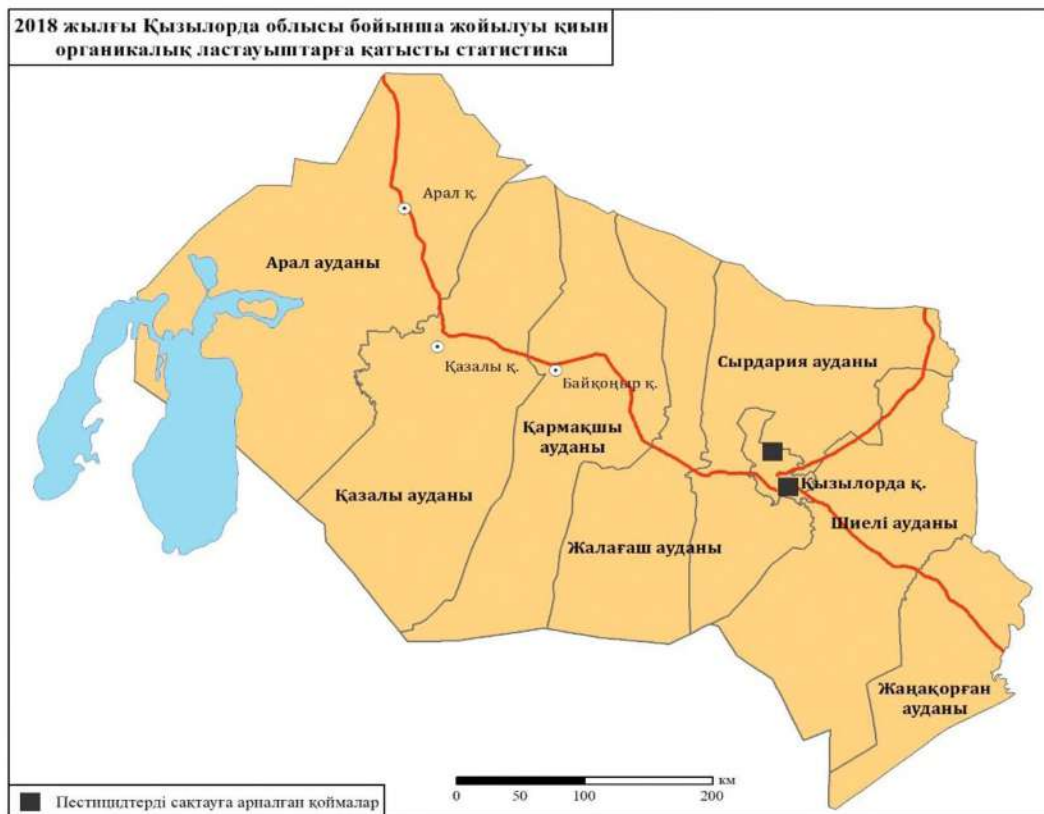 2018 жылғы Қызылорда облысы бойынша жойылуы қиын
органикалық ластауыштарға қатысты статистика
Арал қ.
Арал ауданы
Қазалы қ.
Байқоңыр қ.
Сырдария ауданы
Қармақшы
ауданы
Қазалы ауданы
Қызылорда қ.
Шиелі ауданы
Жалағаш ауданы
Жаңақорған
ауданы
км
0 50 100 200
Пестицидтерді сақтауға арналған қоймалар